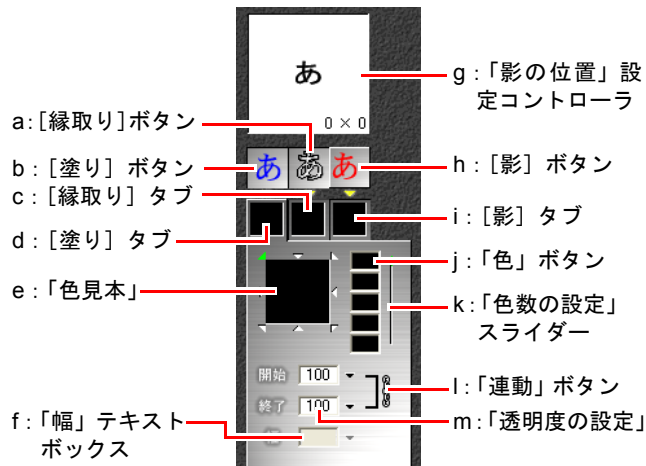 あ
0 × 0
g：「影の位置」設
定コントローラ
a：［縁取り］ボタン
b：［塗り］ボタン
あ あ あ
h：［影］ボタン
c：［縁取り］タブ
i：［影］タブ
d：［塗り］タブ
j：「色」ボタン
e：「色見本」
k：「色数の設定」
スライダー
開始 100
l：「連動」ボタン
終了 100
m：「透明度の設定」
f：「幅」テキスト
ボックス
幅